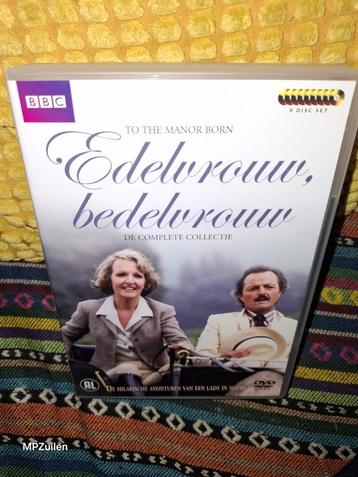 BBC
9 DISC SET
TO THE MANOR BORN
Edelvrouw,
bedelvrouw
DE COMPLETE COLLECTIE
AL
DE HILARISCHE AVONTUREN VAN EEN LADY IN NOOD
DVD
MPZuilen